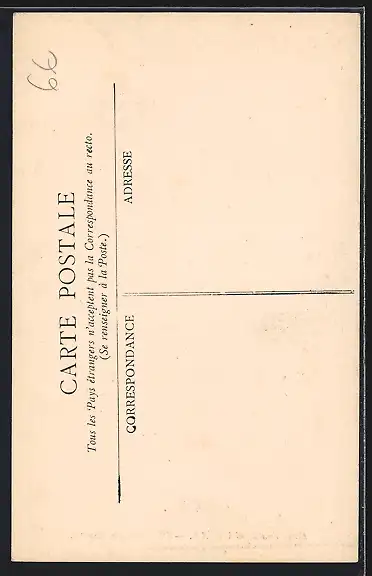 66
CARTE POSTALE
Tous les Pays étrangers n'acceptent pas la Correspondance au recto.
(Se renseigner à la Poste.)
CORRESPONDANCE
ADRESSE